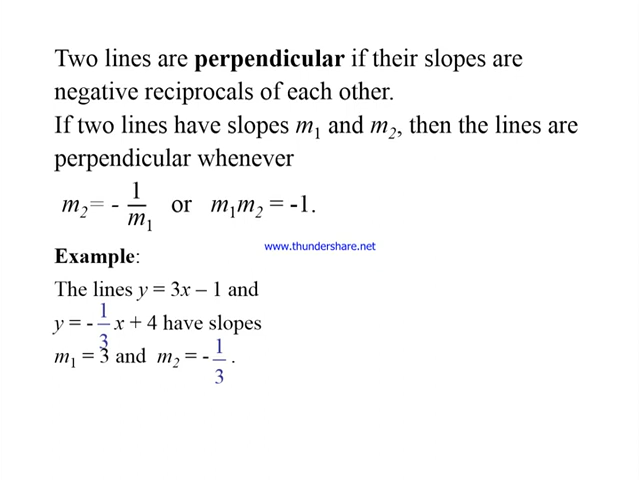 Two lines are perpendicular if their slopes are
negative reciprocals of each other.
If two lines have slopes m₁ and m₂, then the lines are
perpendicular whenever
m₂= - 1/m₁ or m₁m₂ = -1.
www.thundershare.net
Example:
The lines y = 3x – 1 and
y = - 1/3 x + 4 have slopes
m₁ = 3 and m₂ = - 1/3 .